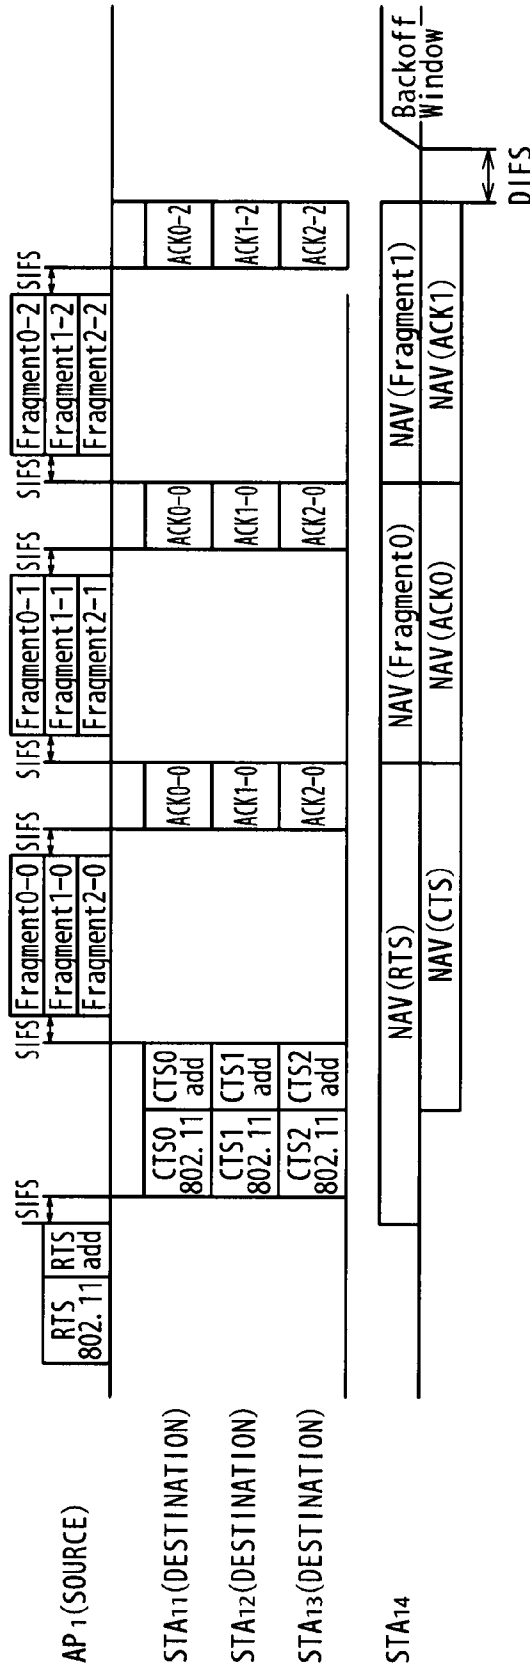 AP1(SOURCE)
RTS
802.11
RTS
add
SIFS
SIFS
Fragment0-0
Fragment1-0
Fragment2-0
SIFS
SIFS
Fragment0-1
Fragment1-1
Fragment2-1
SIFS
SIFS
Fragment0-2
Fragment1-2
Fragment2-2
SIFS
STA11(DESTINATION)
CTS0
802.11
CTS0
add
ACK0-0
ACK0-0
ACK0-2
STA12(DESTINATION)
CTS1
802.11
CTS1
add
ACK1-0
ACK1-0
ACK1-2
STA13(DESTINATION)
CTS2
802.11
CTS2
add
ACK2-0
ACK2-0
ACK2-2
STA14
NAV(RTS)
NAV(Fragment0)
NAV(Fragment1)
Backoff
Window
NAV(CTS)
NAV(ACK0)
NAV(ACK1)
DIFS